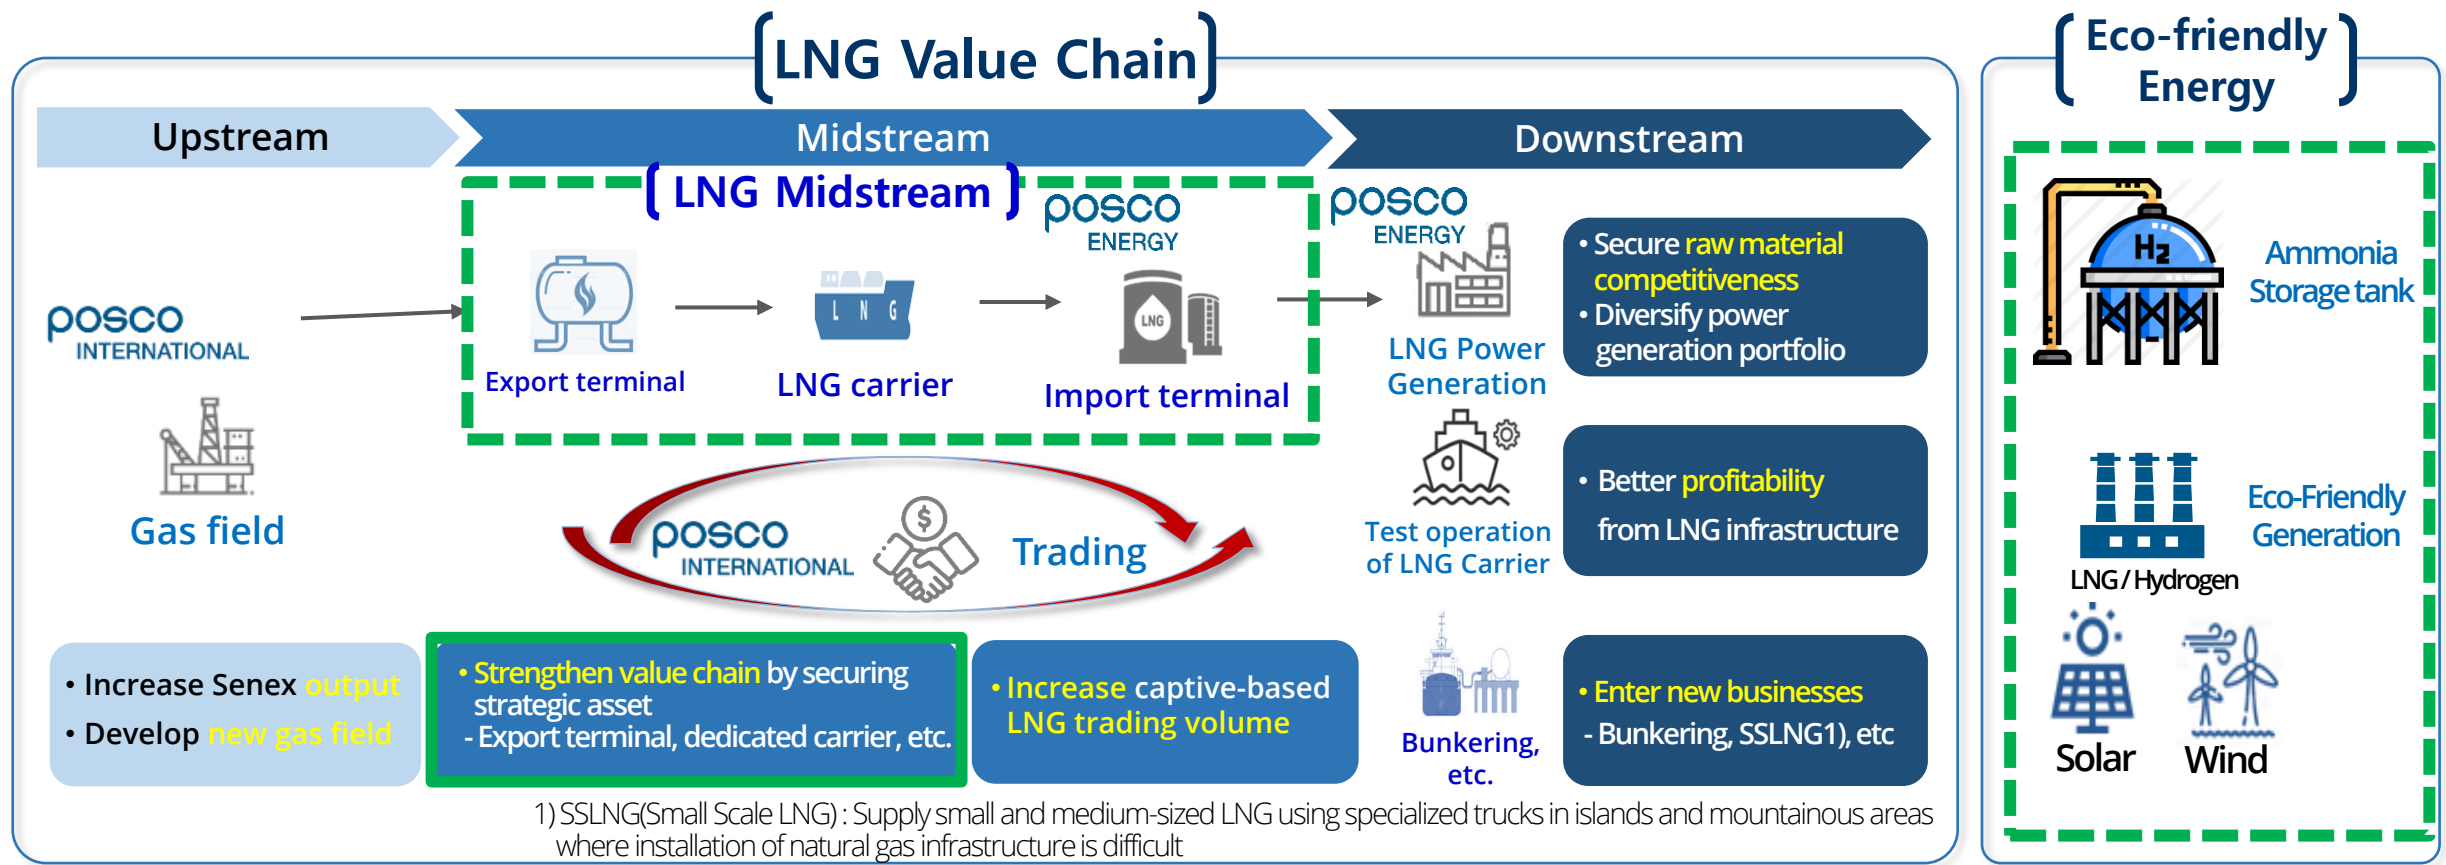 LNG Value Chain
Eco-friendly
Energy
Upstream
Midstream
Downstream
LNG Midstream
posco
INTERNATIONAL
Gas field
Export terminal
L N G
LNG carrier
posco
ENERGY
LNG
Import terminal
posco
INTERNATIONAL
$
Trading
posco
ENERGY
LNG Power
Generation
• Secure raw material
competitiveness
• Diversify power
generation portfolio
Test operation
of LNG Carrier
• Better profitability
from LNG infrastructure
Bunkering,
etc.
• Enter new businesses
- Bunkering, SSLNG1), etc
• Increase Senex output
• Develop new gas field
• Strengthen value chain by securing
strategic asset
- Export terminal, dedicated carrier, etc.
• Increase captive-based
LNG trading volume
1) SSLNG(Small Scale LNG) : Supply small and medium-sized LNG using specialized trucks in islands and mountainous areas
where installation of natural gas infrastructure is difficult
H2
Ammonia
Storage tank
Eco-Friendly
Generation
LNG / Hydrogen
Solar
Wind